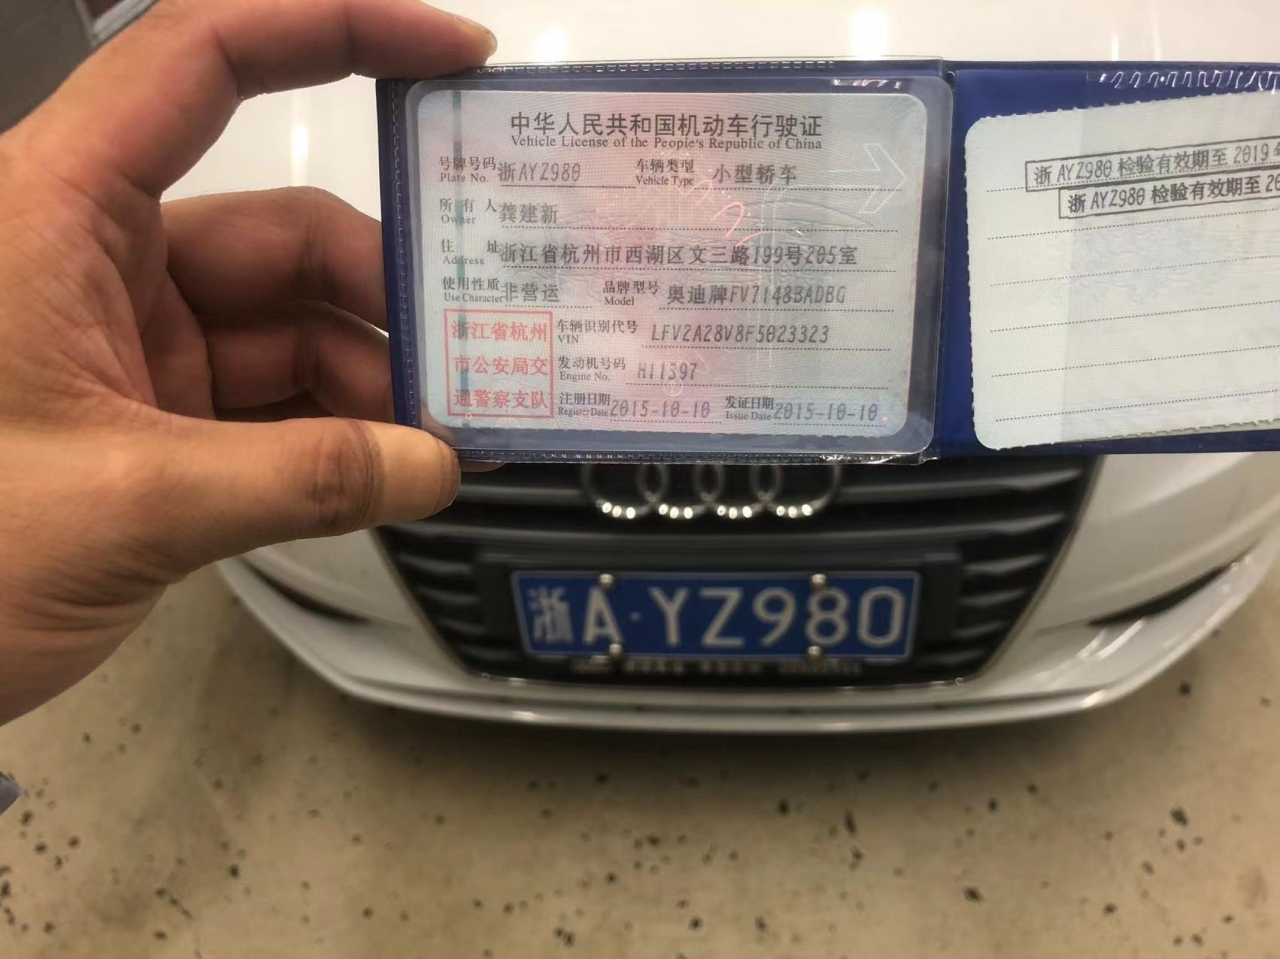 中华人民共和国机动车行驶证
Vehicle License of the People's Republic of China
号牌号码 浙AYZ980 车辆类型 小型轿车
Plate No. Vehicle Type
所有人 龚建新
Owner
住址 浙江省杭州市西湖区文三路199号205室
Address
使用性质 非营运 品牌型号 奥迪牌FV7148BADBG
Use Character Model
浙江省杭州
市公安局交
通警察支队
车辆识别代号 LFV2A28V8F5023323
VIN
发动机号码 H11397
Engine No.
注册日期 2015-10-10 发证日期 2015-10-10
Register Date Issue Date
浙AYZ980 检验有效期至 2019年
浙AYZ980 检验有效期至 20
浙A·YZ980